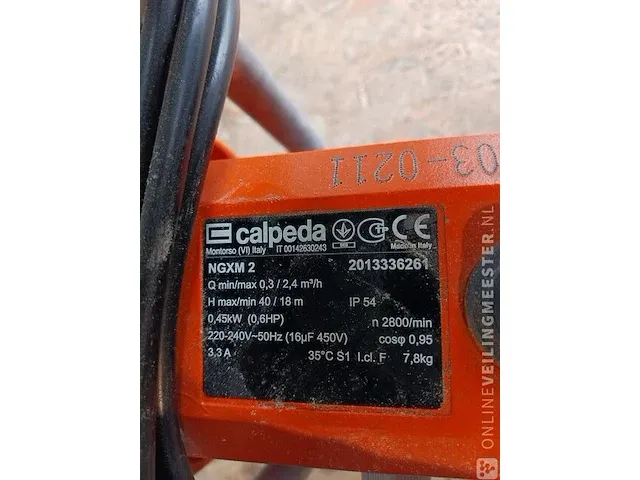 03-0211
calpeda
Montorso (VI) Italy IT 00142630243 Made in Italy
NGXM 2 2013336261
Q min/max 0,3 / 2,4 m³/h
H max/min 40 / 18 m IP 54
0,45kW (0,6HP) n 2800/min
220-240V~50Hz (16µF 450V) cosφ 0,95
3,3 A 35°C S1 I.cl. F 7,8kg
ONLINEVEILINGMEESTER.NL